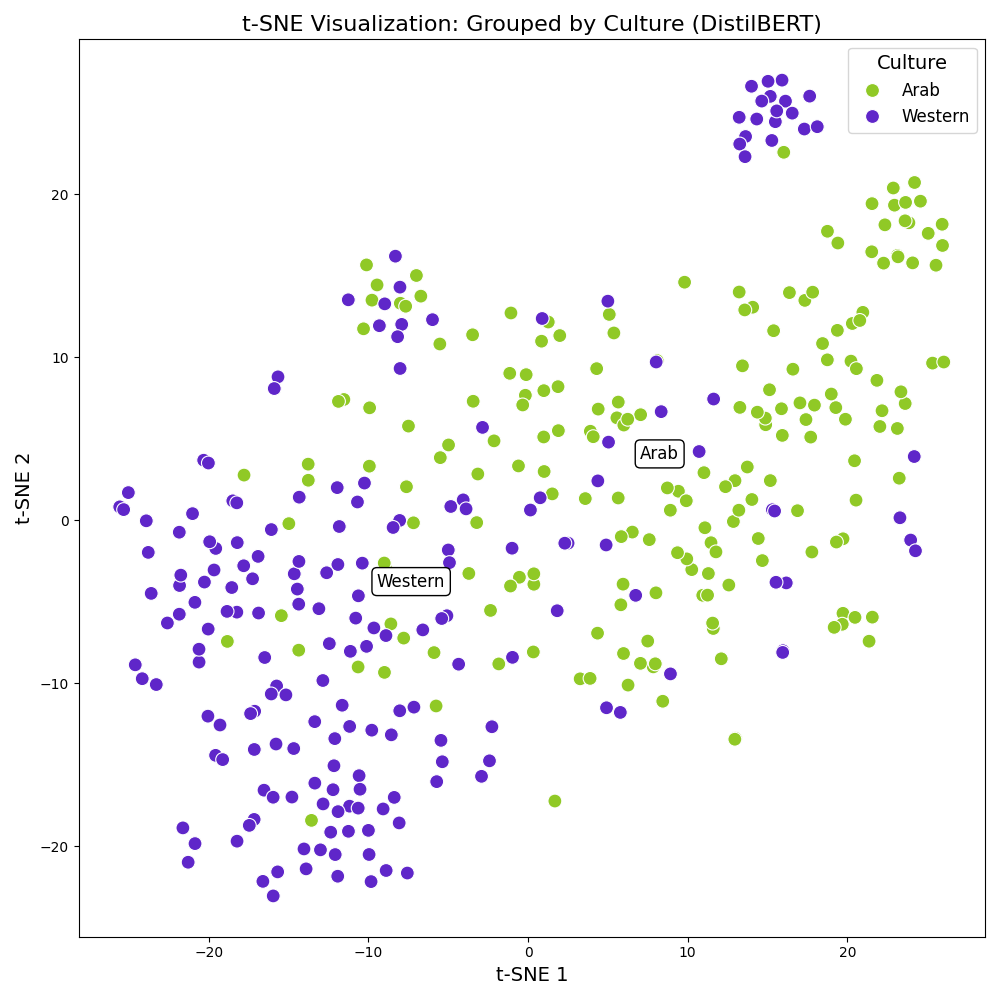 t-SNE Visualization: Grouped by Culture (DistilBERT)
Culture
Arab
Western
20
10
0
−10
−20
t-SNE 2
Arab
Western
−20
−10
0
10
20
t-SNE 1